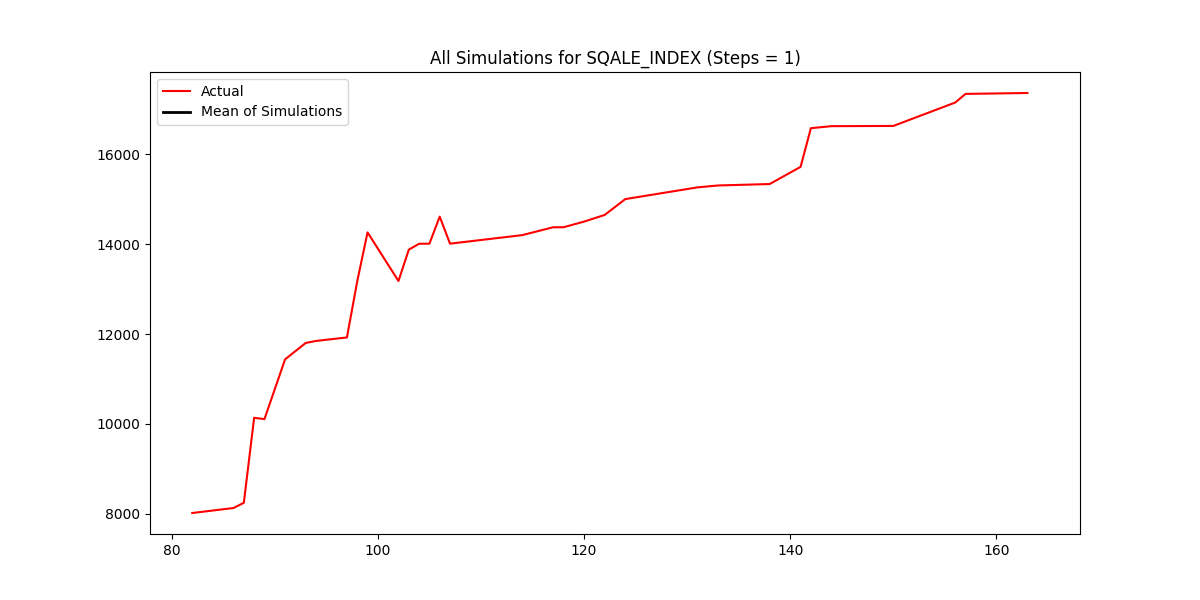 All Simulations for SQALE_INDEX (Steps = 1)
Actual
Mean of Simulations
16000
14000
12000
10000
8000
80 100 120 140 160